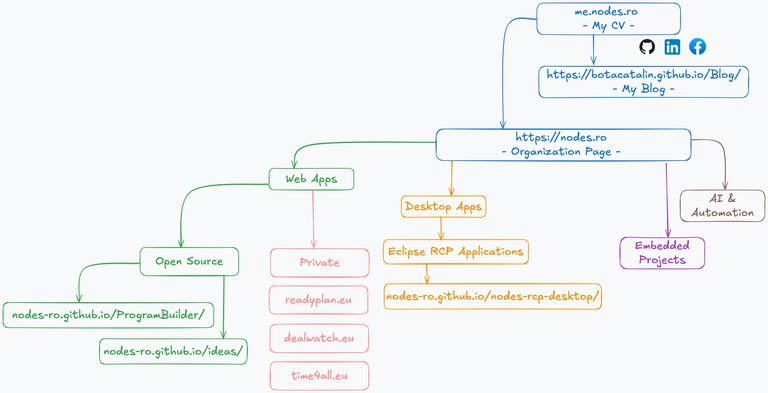 me.nodes.ro
- My CV -
https://botacatalin.github.io/Blog/
- My Blog -
https://nodes.ro
- Organization Page -
Web Apps
AI &
Automation
Desktop Apps
Embedded
Projects
Eclipse RCP Applications
Open Source
Private
nodes-ro.github.io/nodes-rcp-desktop/
readyplan.eu
nodes-ro.github.io/ProgramBuilder/
dealwatch.eu
nodes-ro.github.io/ideas/
time4all.eu